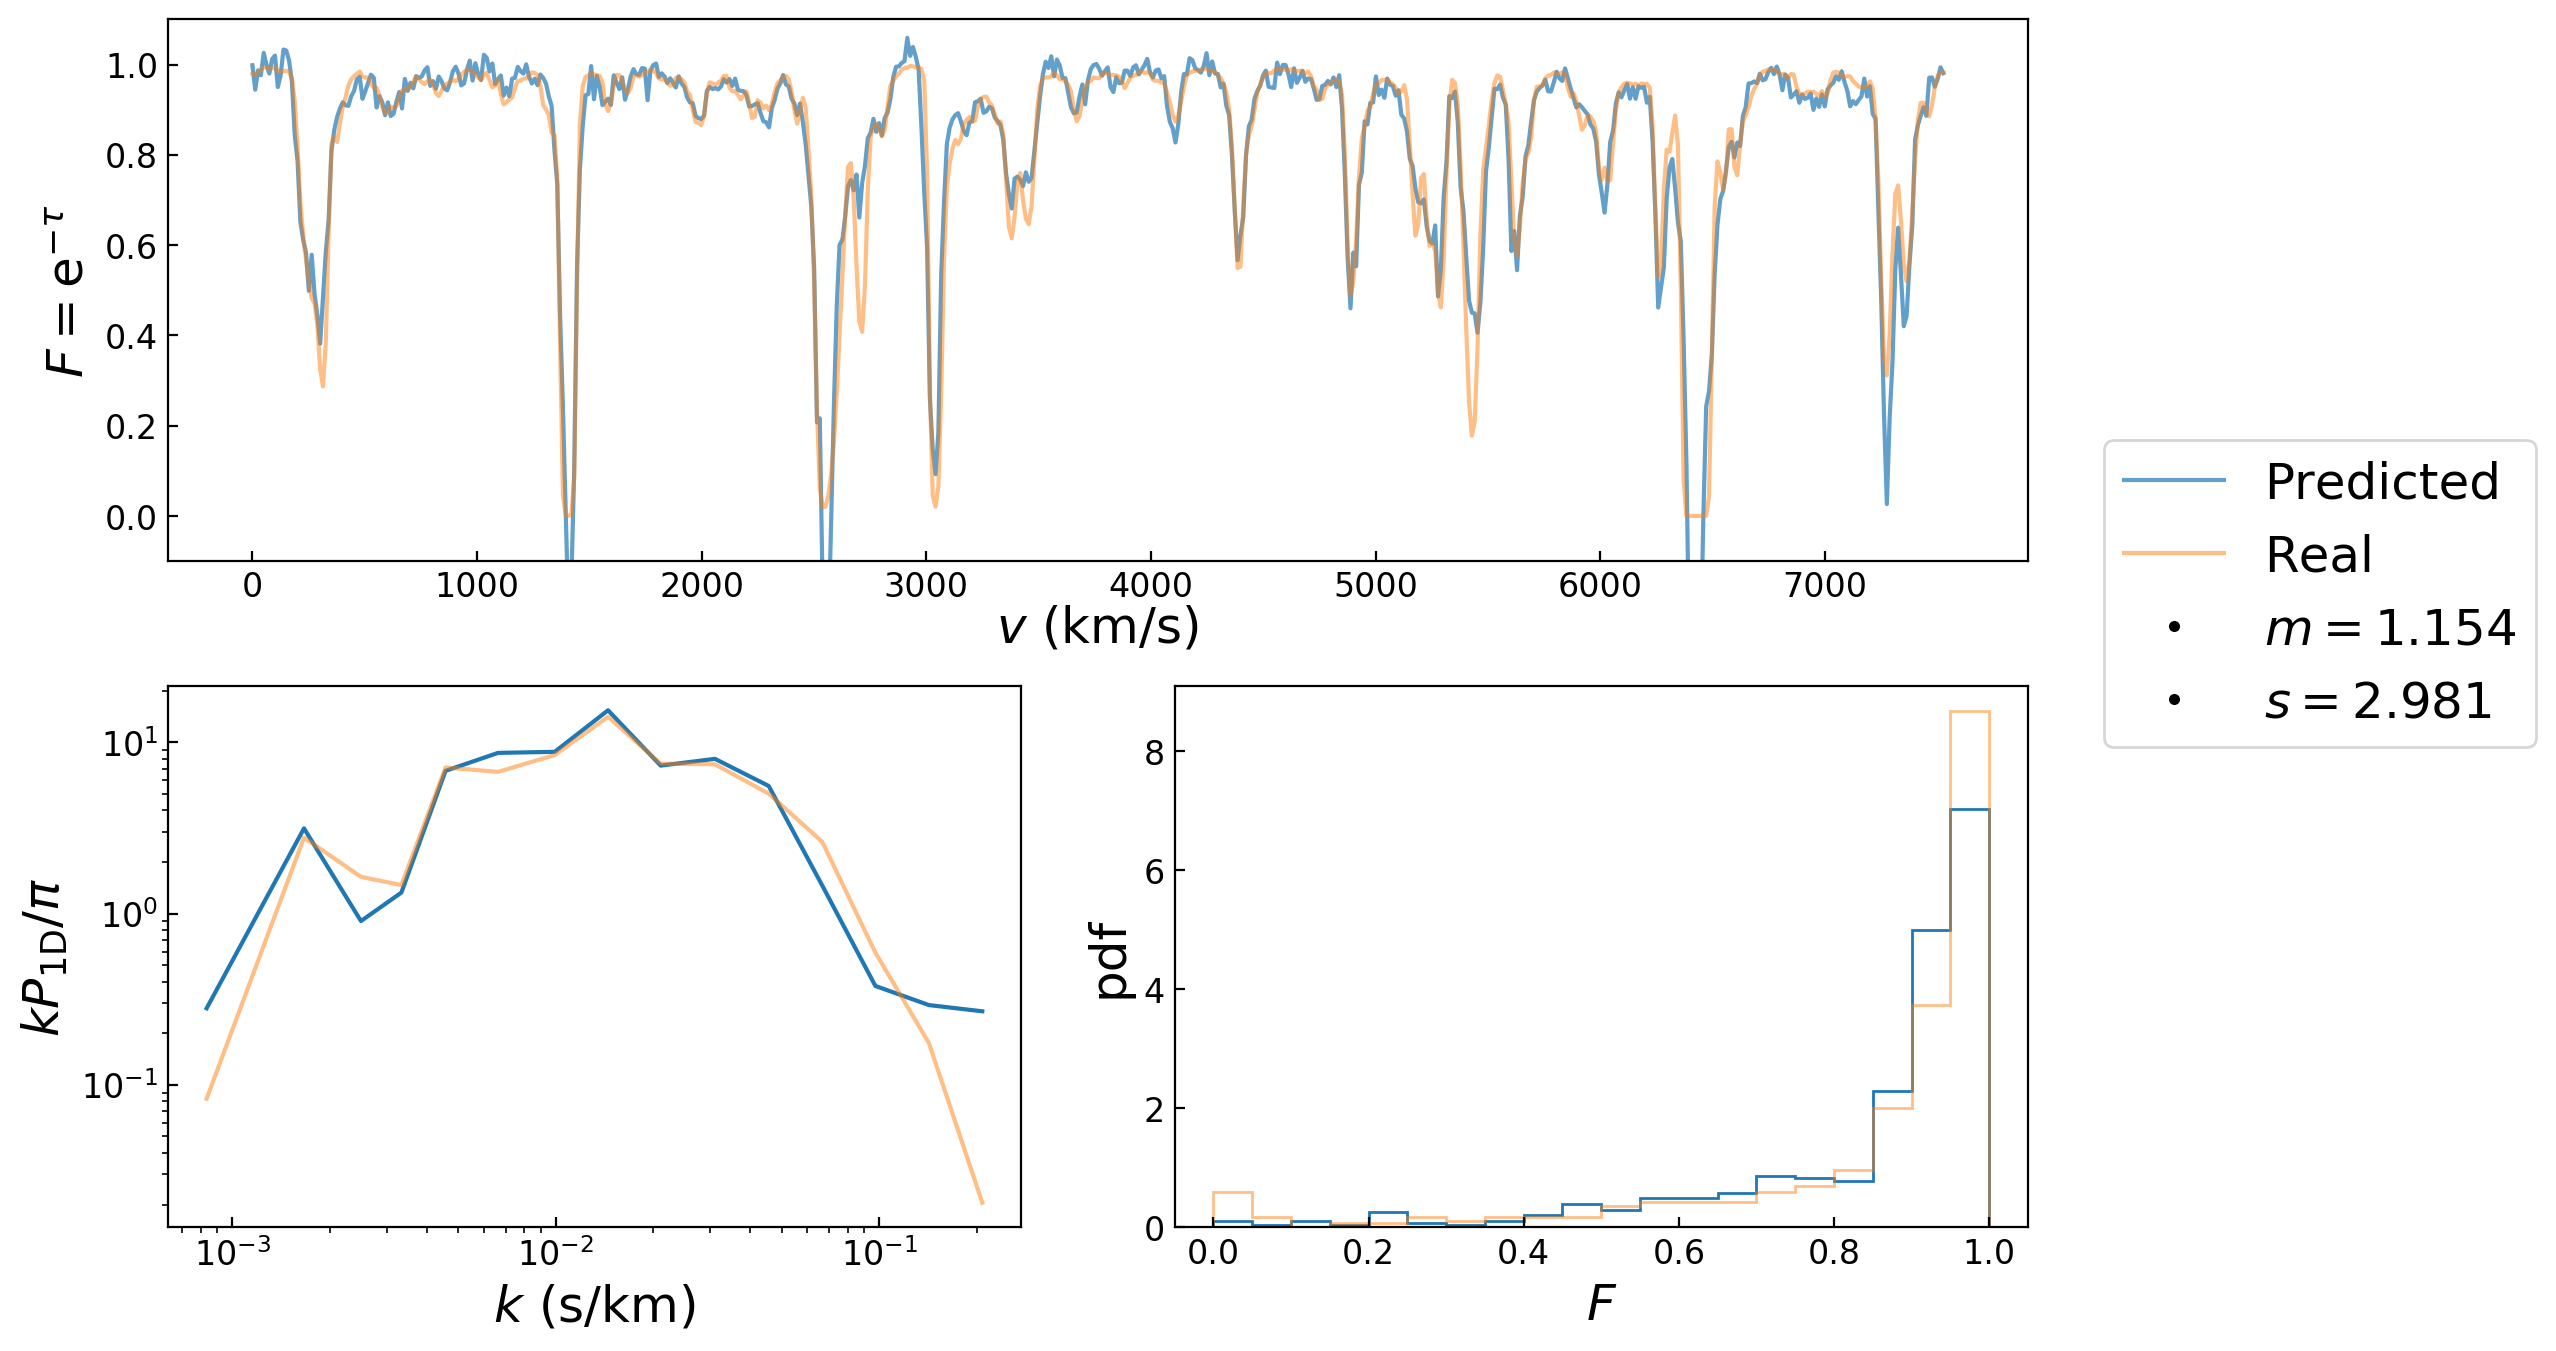 1.0
0.8
0.6
0.4
0.2
0.0
F = e^{-τ}
0 1000 2000 3000 4000 5000 6000 7000
v (km/s)
Predicted
Real
m = 1.154
s = 2.981
10^1
10^0
10^{-1}
kP_{1D}/π
10^{-3} 10^{-2} 10^{-1}
k (s/km)
8
6
4
2
0
pdf
0.0 0.2 0.4 0.6 0.8 1.0
F